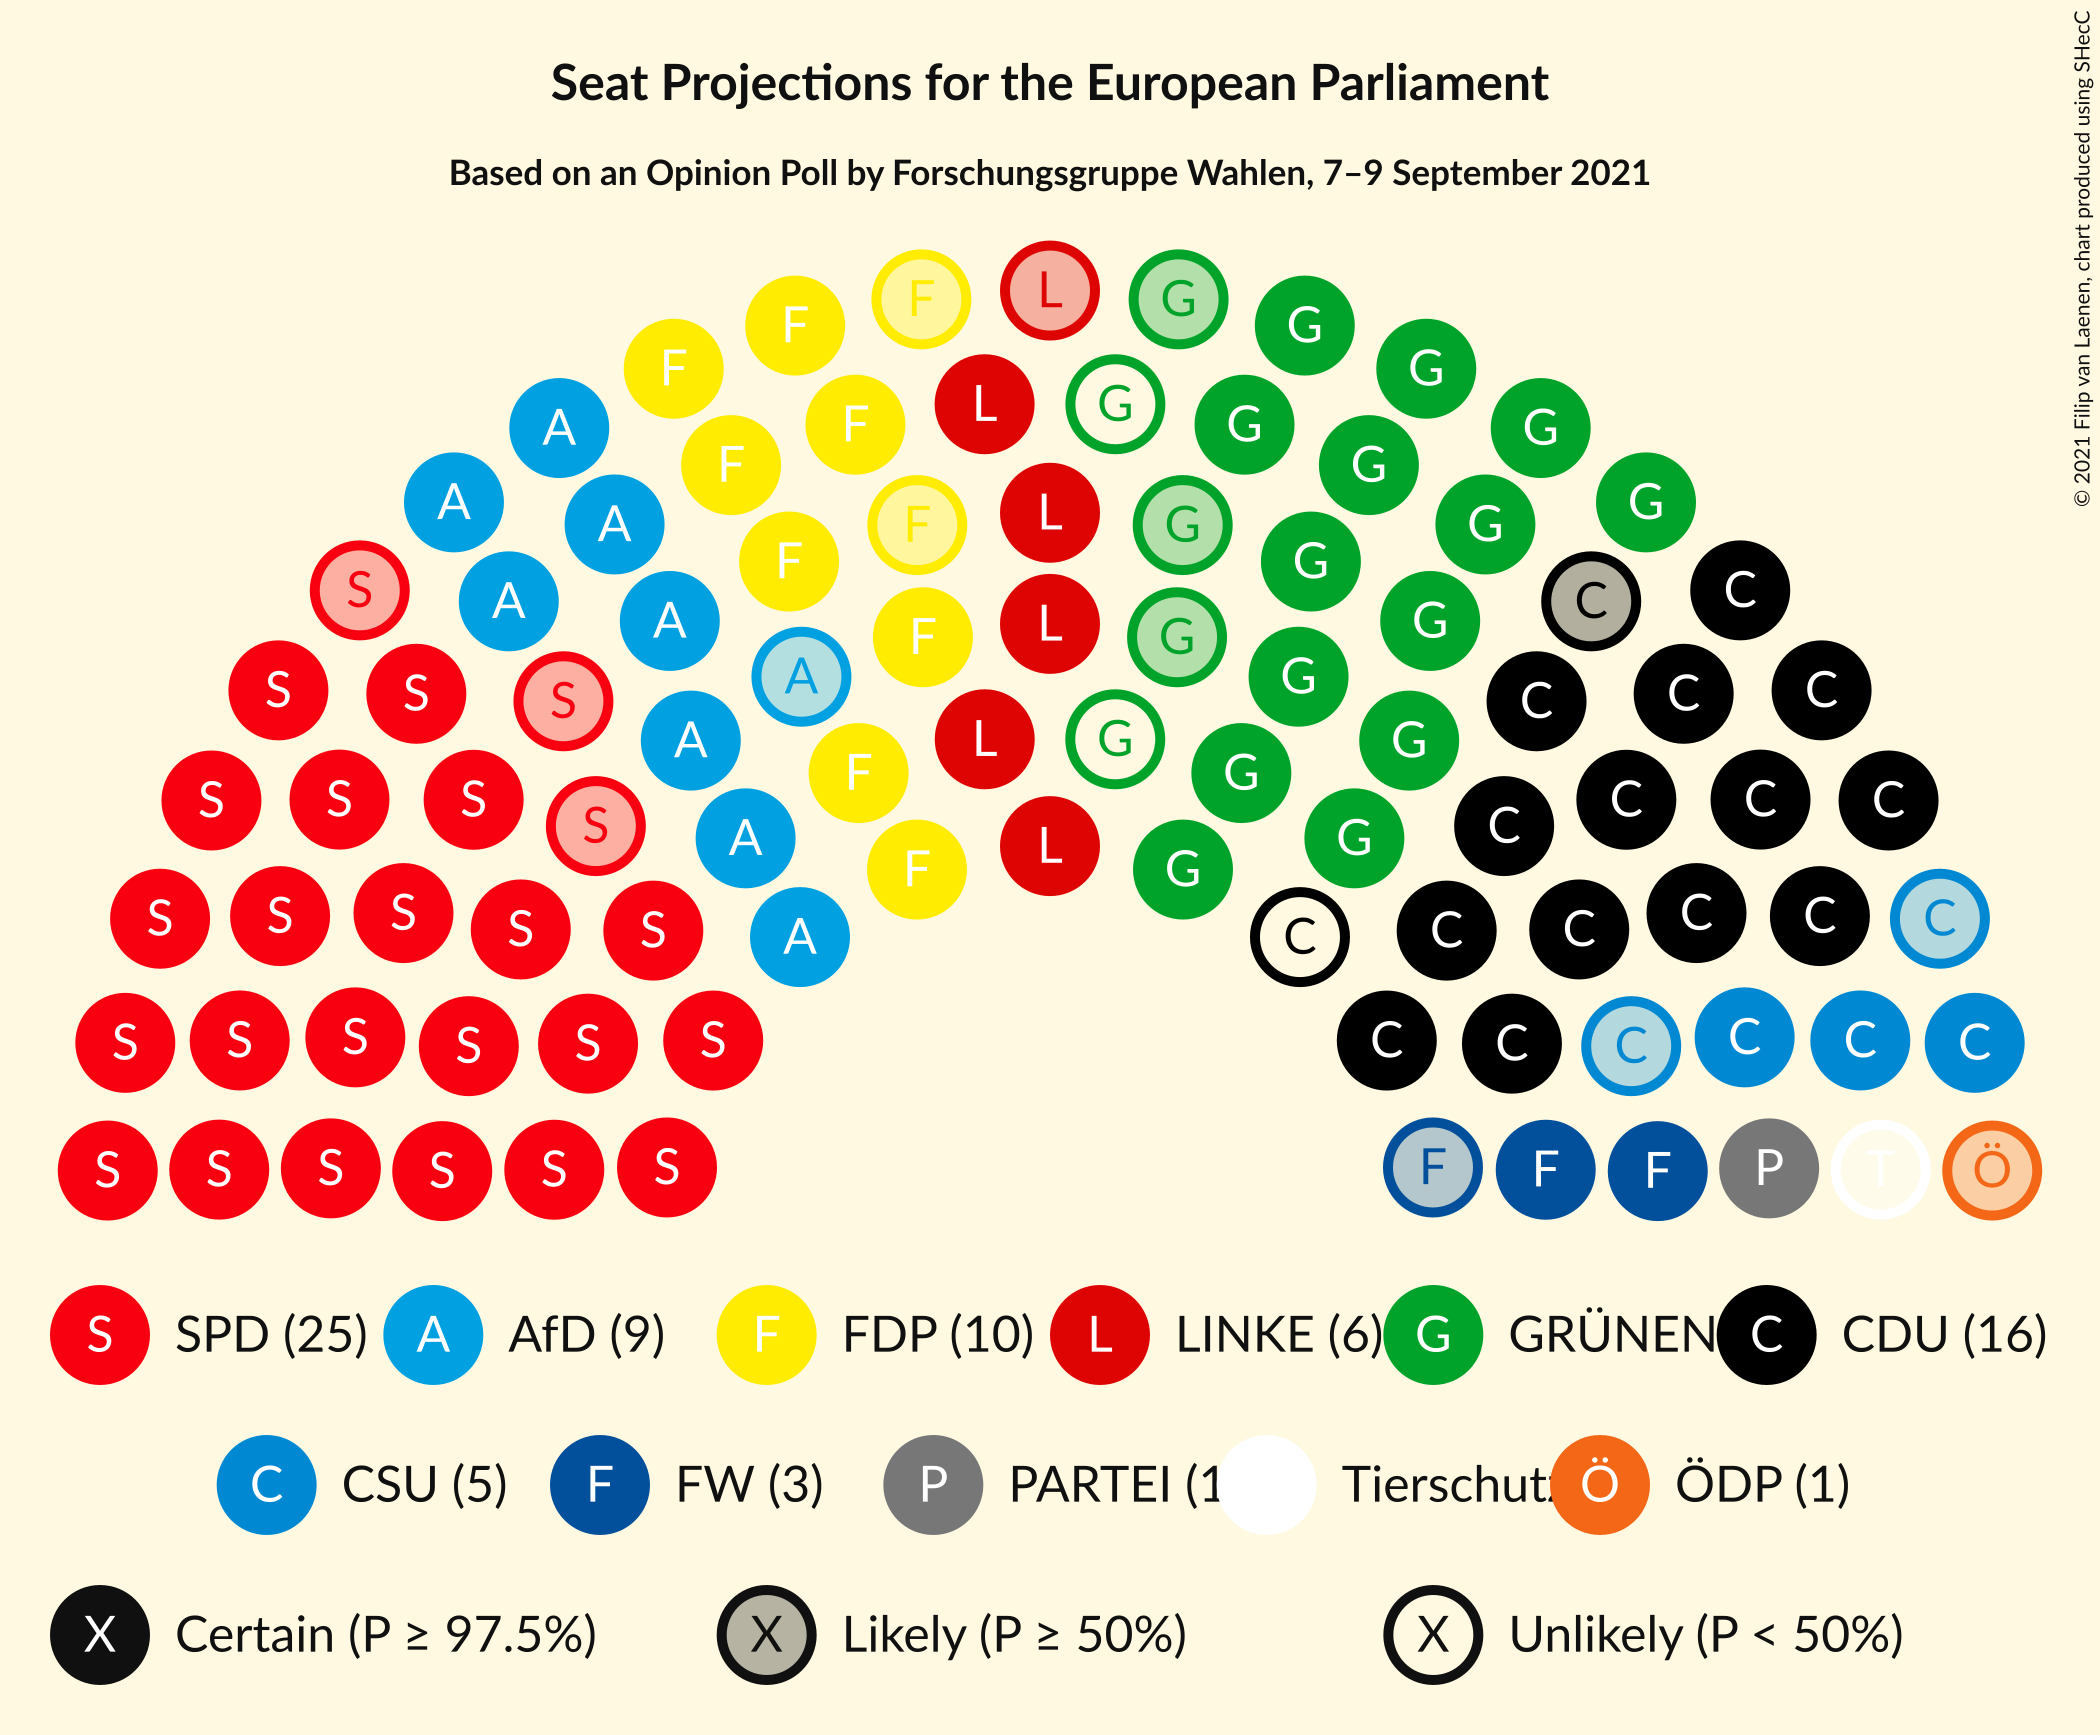 Seat Projections for the European Parliament
Based on an Opinion Poll by Forschungsgruppe Wahlen, 7–9 September 2021
© 2021 Filip van Laenen, chart produced using SHecC
F L G
F G
F G
L G
F G
A G
F G
A A G G
F L G
F G
A G
S A C C
A G
F L G
A G
S S C C
S C
A G
L G
S S S F G C C C
S A G C
F L G
S S S S S C C C C C
A C
S S S S S S C C C C C C
S S S S S S F F F P T Ö
S SPD (25) A AfD (9) F FDP (10) L LINKE (6) G GRÜNEN C CDU (16)
C CSU (5) F FW (3) P PARTEI (1 Tierschutz Ö ÖDP (1)
X Certain (P ≥ 97.5%) X Likely (P ≥ 50%) X Unlikely (P < 50%)